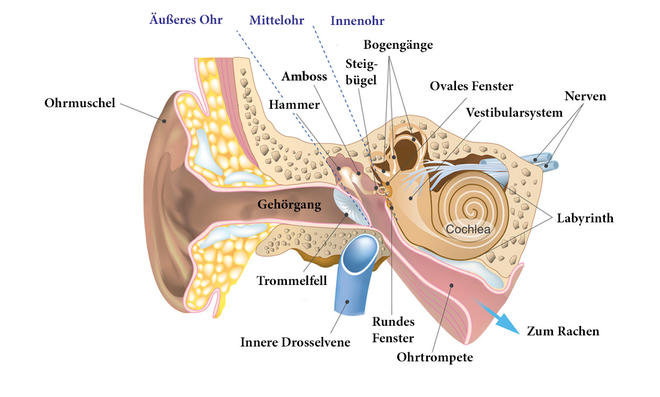 Äußeres Ohr
Mittelohr
Innenohr
Bogengänge
Steig-
bügel
Amboss
Ovales Fenster
Hammer
Nerven
Ohrmuschel
Vestibularsystem
Gehörgang
Labyrinth
Cochlea
Trommelfell
Rundes
Fenster
Zum Rachen
Innere Drosselvene
Ohrtrompete